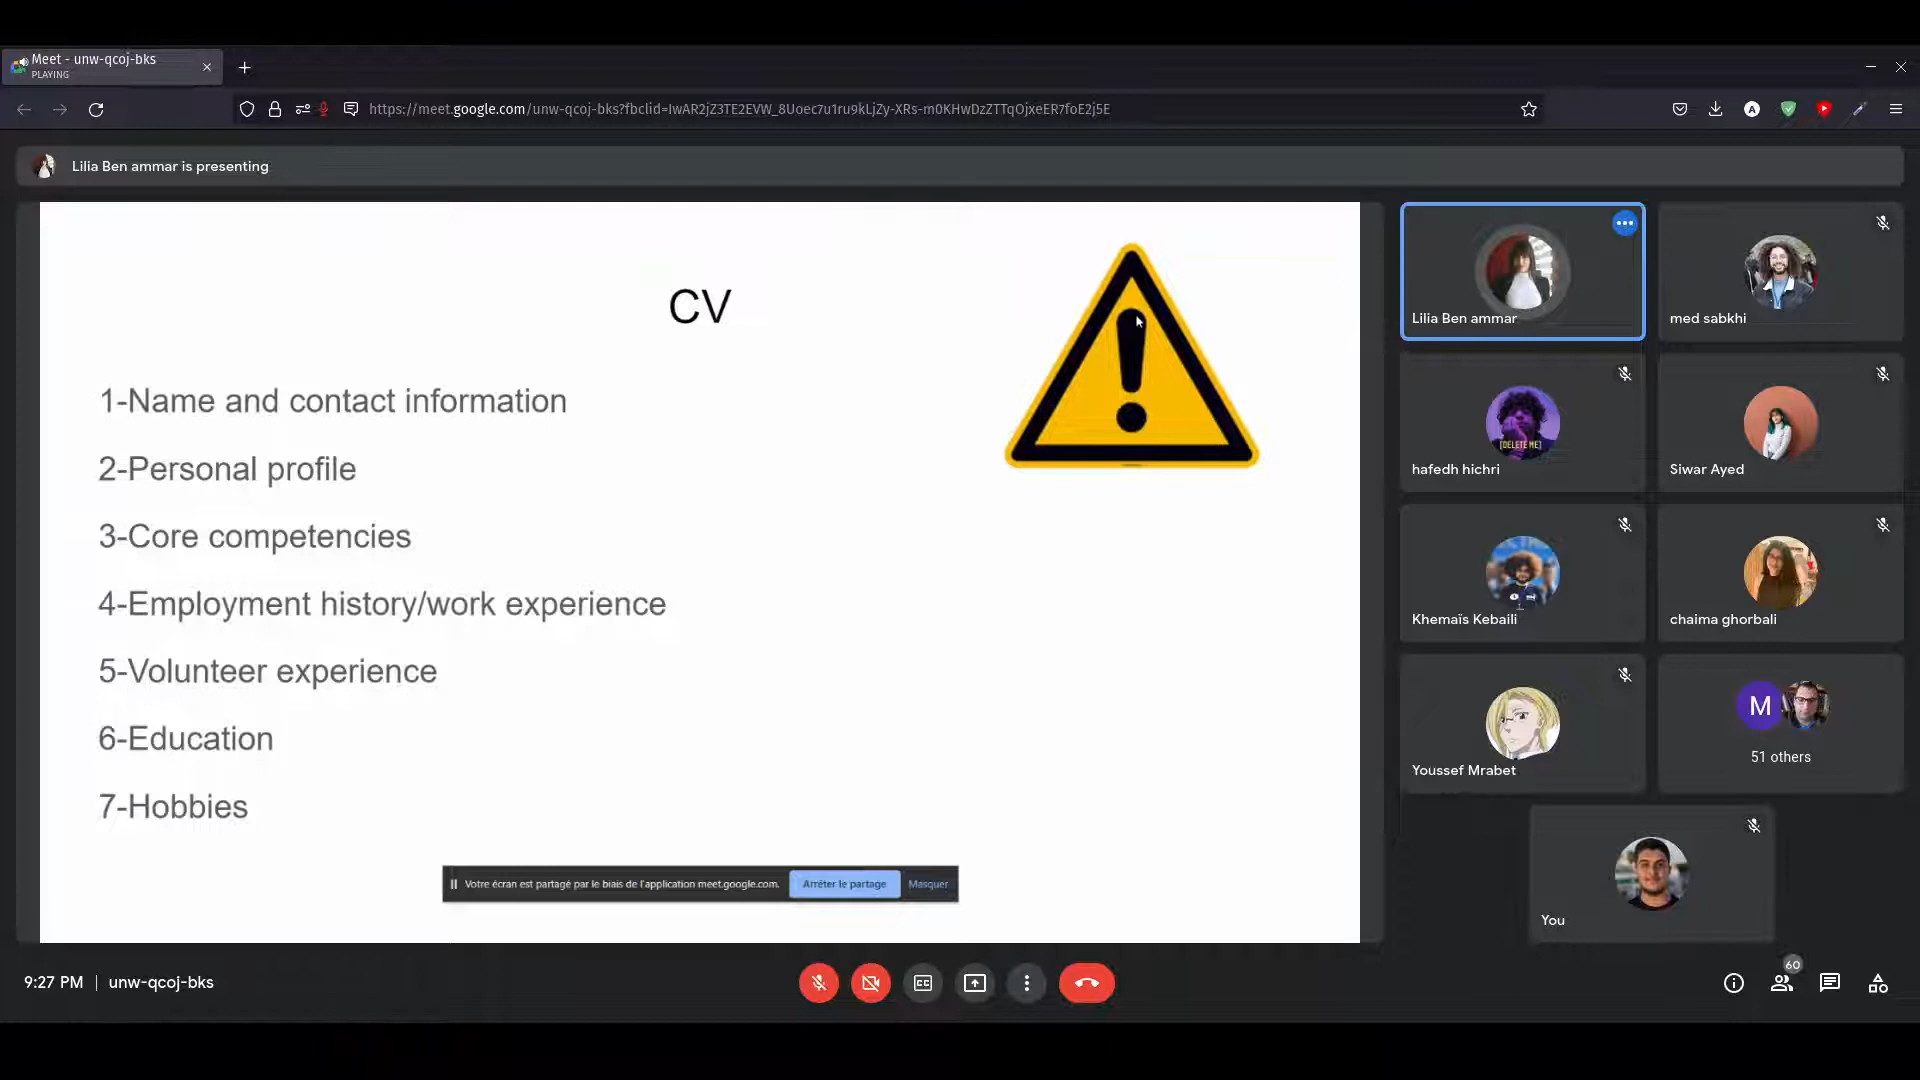 Meet - unw-qcoj-bks
PLAYING
https://meet.google.com/unw-qcoj-bks?fbclid=IwAR2jZ3TE2EVW_8Uoec7u1ru9kLjZy-XRs-m0KHwDzZTTqOjxeER7foE2j5E
A
Lilia Ben ammar is presenting
CV
1-Name and contact information
2-Personal profile
3-Core competencies
4-Employment history/work experience
5-Volunteer experience
6-Education
7-Hobbies
Votre écran est partagé par le biais de l'application meet.google.com. Arrêter le partage Masquer
Lilia Ben ammar
med sabkhi
[DELETE ME]
hafedh hichri
Siwar Ayed
Khemaïs Kebaili
chaima ghorbali
Youssef Mrabet
M
51 others
You
9:27 PM | unw-qcoj-bks
60